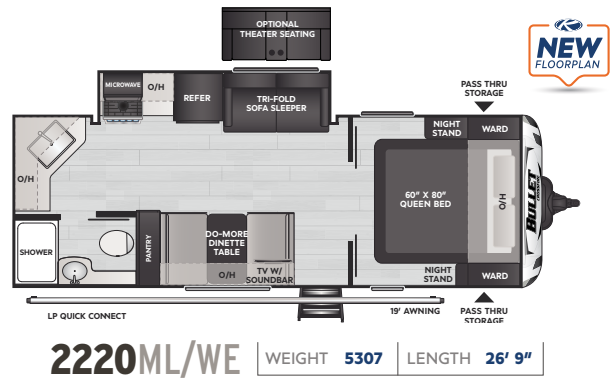 OPTIONAL
THEATER SEATING
K
NEW
FLOORPLAN
MICROWAVE
O/H
REFER
TRI-FOLD
SOFA SLEEPER
PASS THRU
STORAGE
NIGHT
STAND
WARD
O/H
60" X 80"
QUEEN BED
O/H
BULLET
SHOWER
PANTRY
DO-MORE
DINETTE
TABLE
O/H
TV W/
SOUNDBAR
NIGHT
STAND
WARD
LP QUICK CONNECT
19' AWNING
PASS THRU
STORAGE
2220ML/WE
WEIGHT 5307
LENGTH 26' 9"